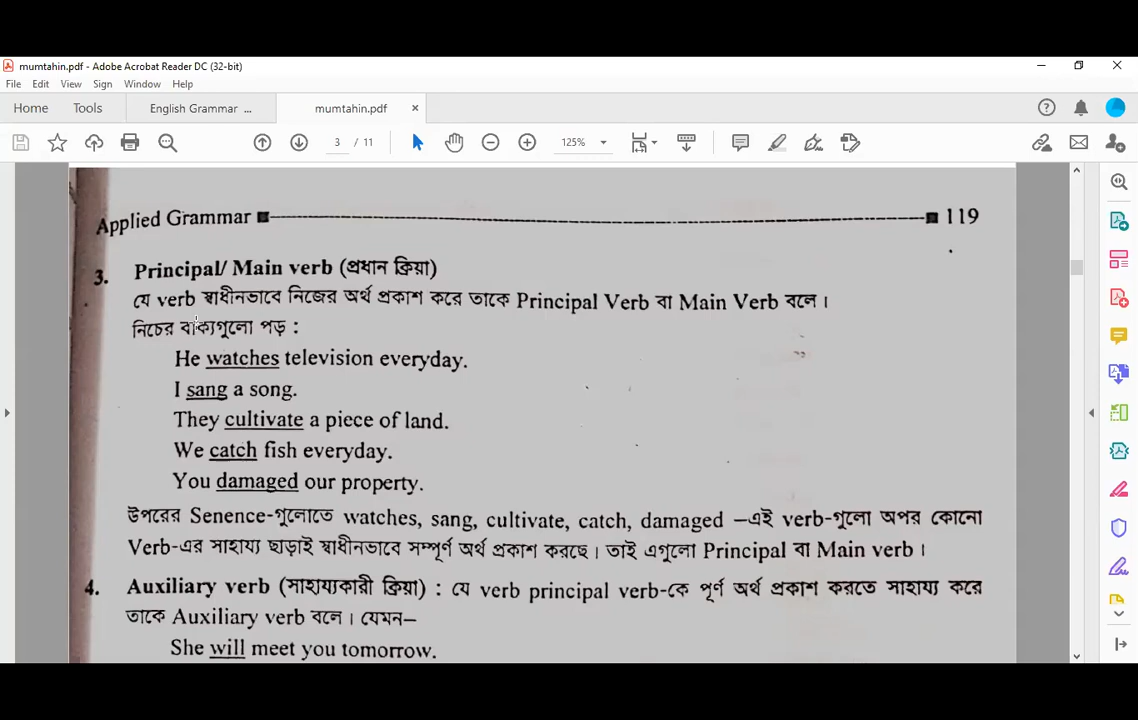 mumtahin.pdf - Adobe Acrobat Reader DC (32-bit)
File Edit View Sign Window Help
Home Tools English Grammar ... mumtahin.pdf ×
3 / 11 125%
Applied Grammar 119
3. Principal/ Main verb (প্রধান ক্রিয়া)
যে verb স্বাধীনভাবে নিজের অর্থ প্রকাশ করে তাকে Principal Verb বা Main Verb বলে।
নিচের বাক্যগুলো পড় :
He watches television everyday.
I sang a song.
They cultivate a piece of land.
We catch fish everyday.
You damaged our property.
উপরের Senence-গুলোতে watches, sang, cultivate, catch, damaged –এই verb-গুলো অপর কোনো
Verb-এর সাহায্য ছাড়াই স্বাধীনভাবে সম্পূর্ণ অর্থ প্রকাশ করছে। তাই এগুলো Principal বা Main verb।
4. Auxiliary verb (সাহায্যকারী ক্রিয়া) : যে verb principal verb-কে পূর্ণ অর্থ প্রকাশ করতে সাহায্য করে
তাকে Auxiliary verb বলে। যেমন–
She will meet you tomorrow.